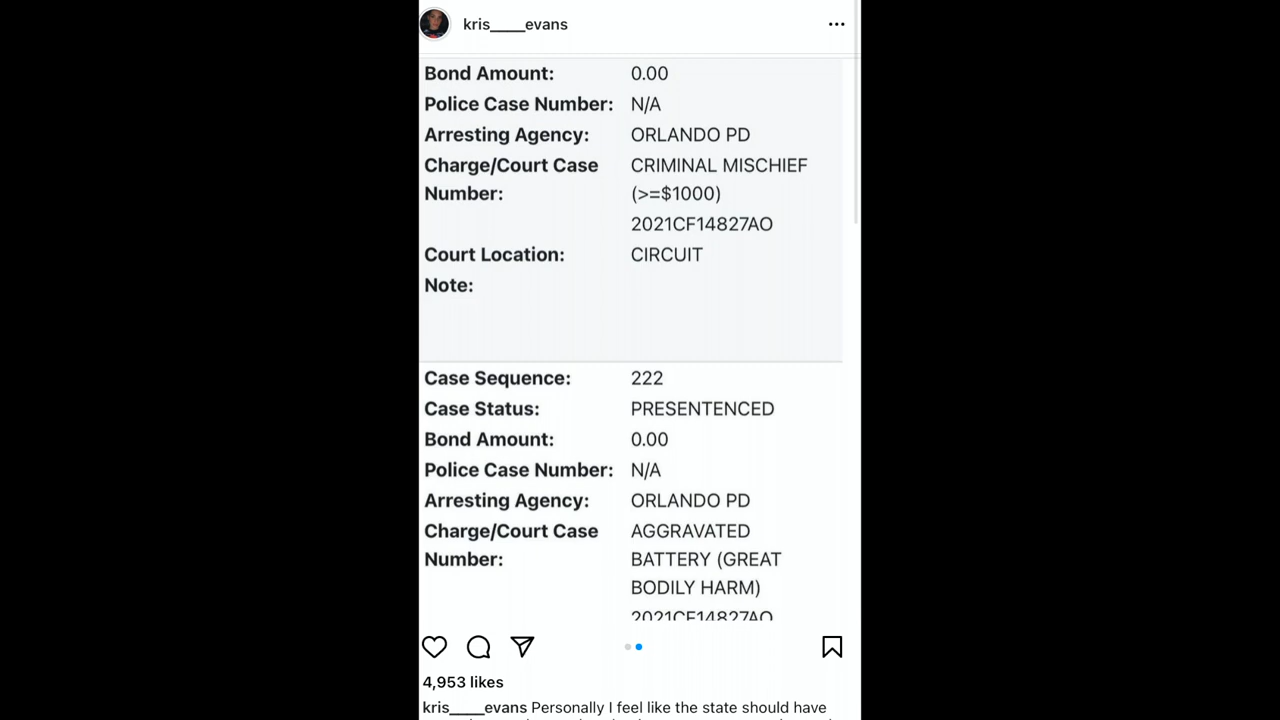 kris____evans
Bond Amount: 0.00
Police Case Number: N/A
Arresting Agency: ORLANDO PD
Charge/Court Case Number: CRIMINAL MISCHIEF
(>=$1000)
2021CF14827AO
Court Location: CIRCUIT
Note:
Case Sequence: 222
Case Status: PRESENTENCED
Bond Amount: 0.00
Police Case Number: N/A
Arresting Agency: ORLANDO PD
Charge/Court Case Number: AGGRAVATED
BATTERY (GREAT
BODILY HARM)
2021CF14827AO
4,953 likes
kris____evans Personally I feel like the state should have